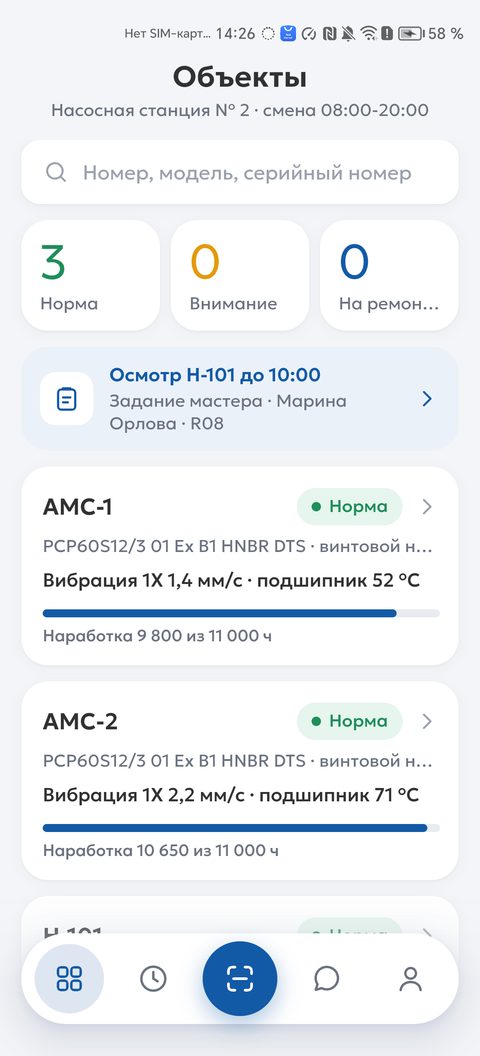 Нет SIM-карт... 14:26 58 %
Объекты
Насосная станция № 2 · смена 08:00-20:00
Номер, модель, серийный номер
3 0 0
Норма Внимание На ремон...
Осмотр Н-101 до 10:00
Задание мастера · Марина
Орлова · R08
АМС-1 Норма
PCP60S12/3 01 Ex B1 HNBR DTS · винтовой н...
Вибрация 1X 1,4 мм/с · подшипник 52 °C
Наработка 9 800 из 11 000 ч
АМС-2 Норма
PCP60S12/3 01 Ex B1 HNBR DTS · винтовой н...
Вибрация 1X 2,2 мм/с · подшипник 71 °C
Наработка 10 650 из 11 000 ч
Н-101 Норма